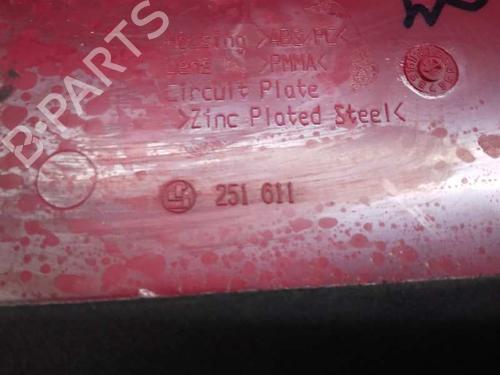 Housing >ABS/PC<
Lens >PMMA<
Circuit Plate
>Zinc Plated Steel<
251 611
B-PARTS